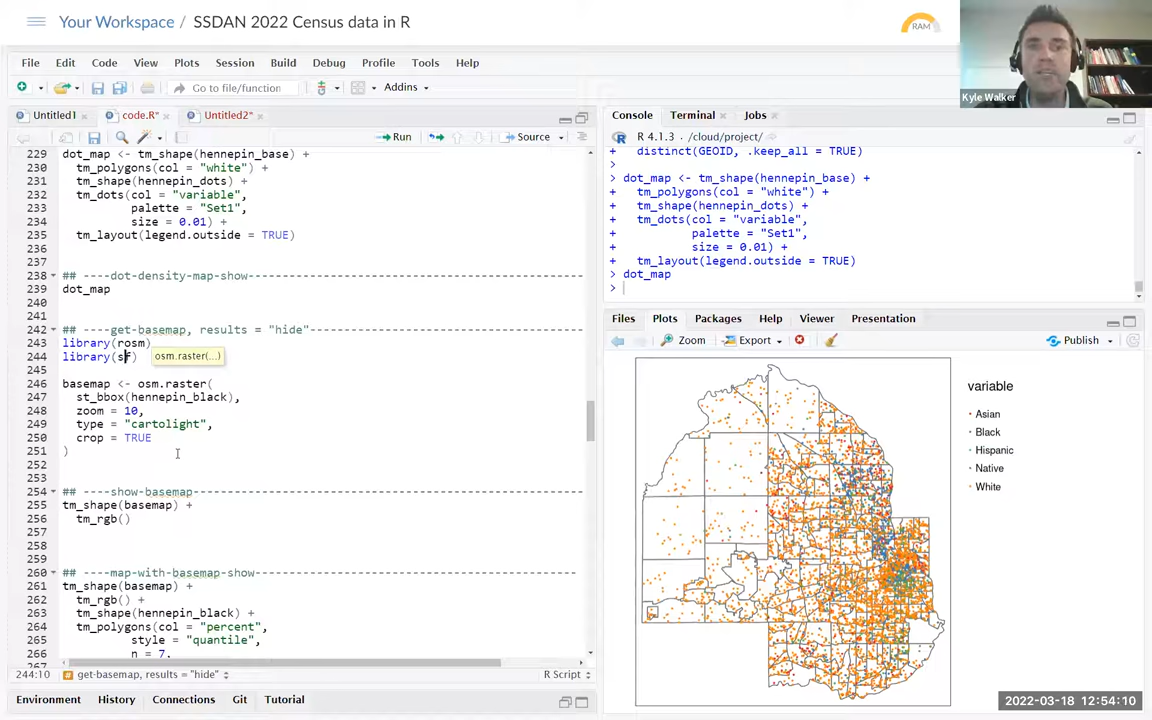 Your Workspace / SSDAN 2022 Census data in R
RAM
File Edit Code View Plots Session Build Debug Profile Tools Help
Go to file/function
Addins
Untitled1
code.R*
Untitled2*
Run
Source
229 dot_map <- tm_shape(hennepin_base) +
230 tm_polygons(col = "white") +
231 tm_shape(hennepin_dots) +
232 tm_dots(col = "variable",
233 palette = "Set1",
234 size = 0.01) +
235 tm_layout(legend.outside = TRUE)
236
237
238 ## ----dot-density-map-show----
239 dot_map
240
241
242 ## ----get-basemap, results = "hide"----
243 library(rosm)
244 library(sf)
osm.raster(...)
245
246 basemap <- osm.raster(
247 st_bbox(hennepin_black),
248 zoom = 10,
249 type = "cartolight",
250 crop = TRUE
251 )
252
253
254 ## ----show-basemap----
255 tm_shape(basemap) +
256 tm_rgb()
257
258
259
260 ## ----map-with-basemap-show----
261 tm_shape(basemap) +
262 tm_rgb() +
263 tm_shape(hennepin_black) +
264 tm_polygons(col = "percent",
265 style = "quantile",
266 n = 7,
267
244:10 get-basemap, results = "hide" R Script
Environment History Connections Git Tutorial
Console Terminal Jobs
R 4.1.3 . /cloud/project/
+ distinct(GEOID, .keep_all = TRUE)
>
> dot_map <- tm_shape(hennepin_base) +
+ tm_polygons(col = "white") +
+ tm_shape(hennepin_dots) +
+ tm_dots(col = "variable",
+ palette = "Set1",
+ size = 0.01) +
+ tm_layout(legend.outside = TRUE)
> dot_map
>
Files Plots Packages Help Viewer Presentation
Zoom Export Publish
variable
Asian
Black
Hispanic
Native
White
Kyle Walker
2022-03-18 12:54:10